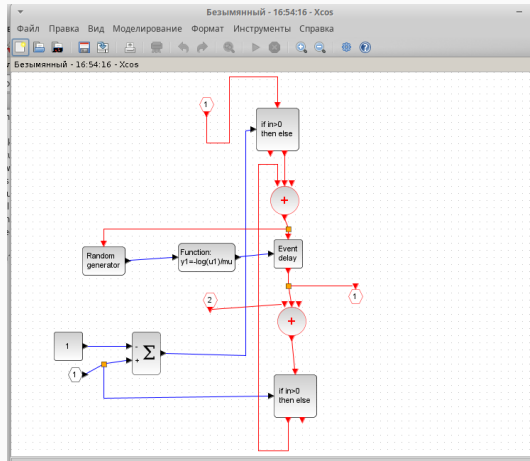 Безымянный - 16:54:16 - Xcos
Файл Правка Вид Моделирование Формат Инструменты Справка
Безымянный - 16:54:16 - Xcos
1
if in>0
then else
+
Random
generator
Function:
y1=-log(u1)/mu
Event
delay
2
1
+
1
-
+
Σ
1
if in>0
then else